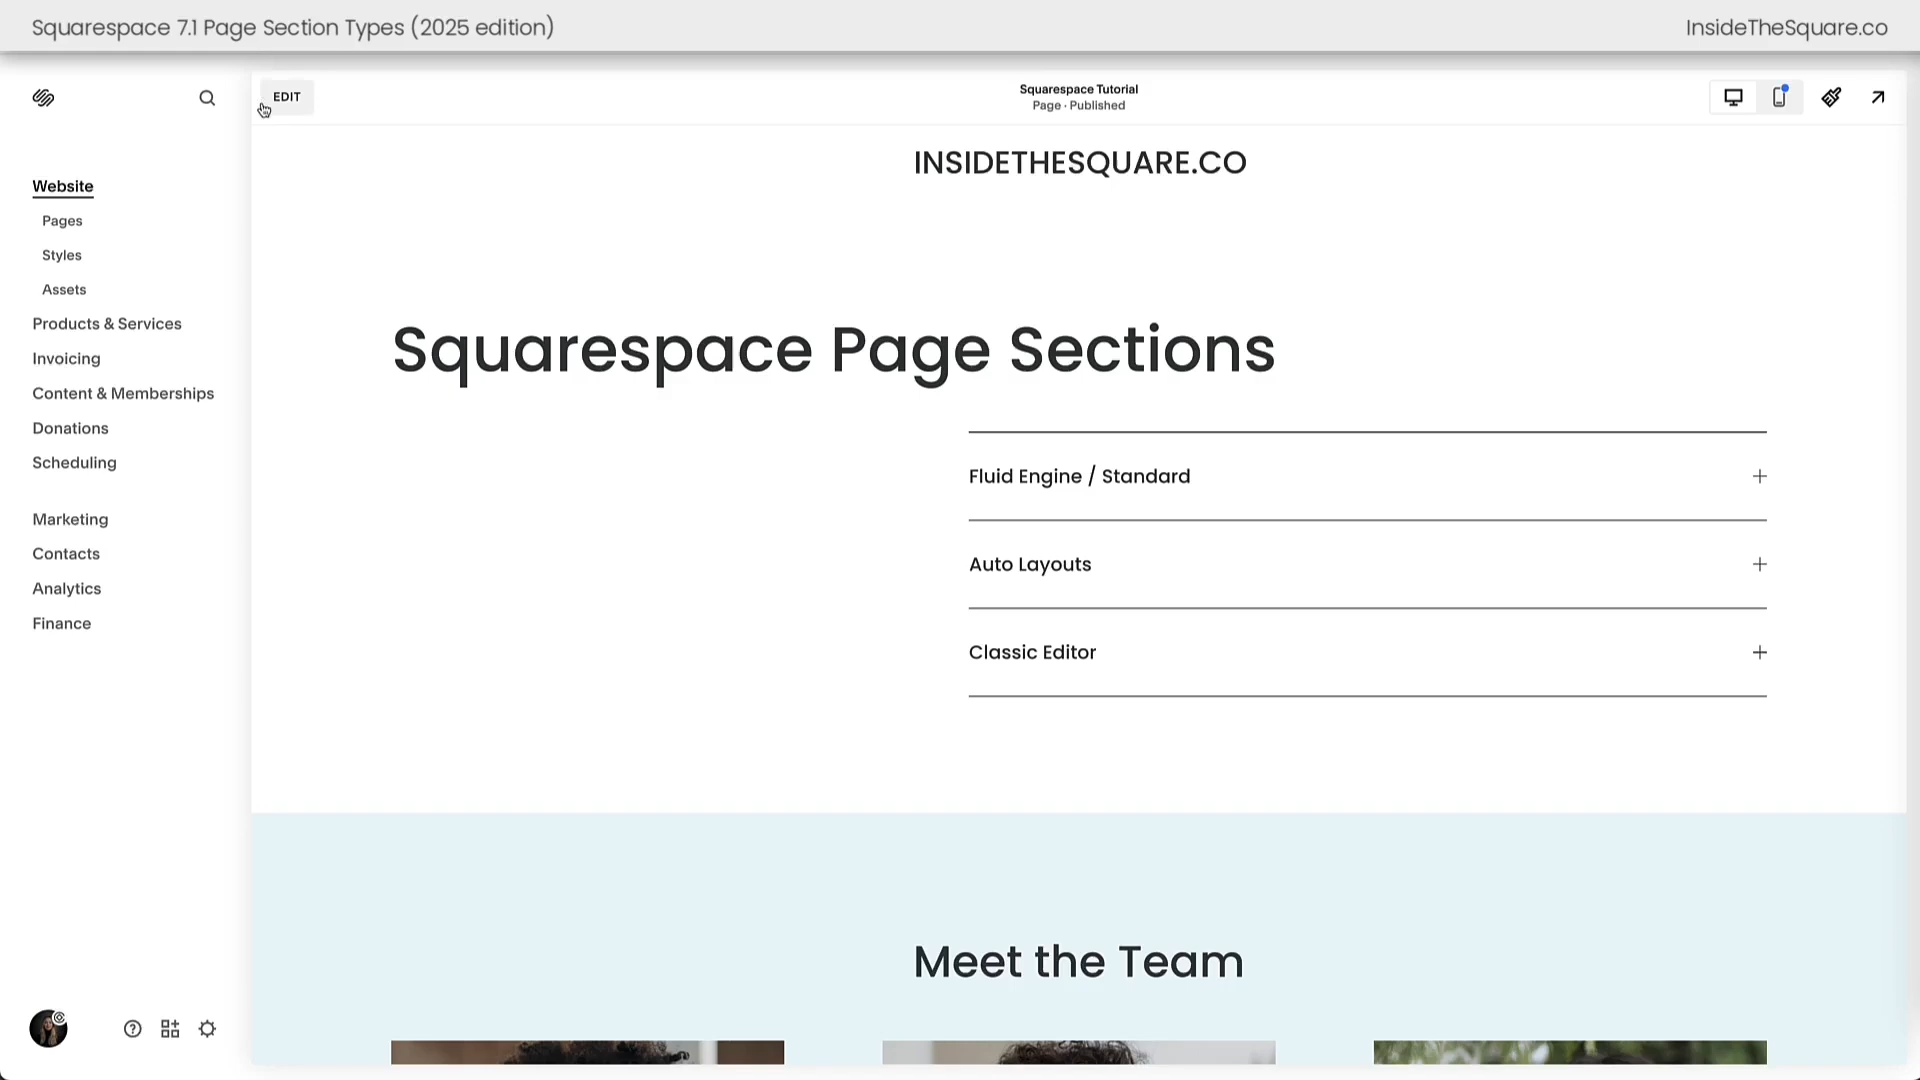 Squarespace 7.1 Page Section Types (2025 edition)
InsideTheSquare.co
EDIT
Squarespace Tutorial
Page · Published
Website
Pages
Styles
Assets
Products & Services
Invoicing
Content & Memberships
Donations
Scheduling
Marketing
Contacts
Analytics
Finance
INSIDETHESQUARE.CO
Squarespace Page Sections
Fluid Engine / Standard
Auto Layouts
Classic Editor
Meet the Team